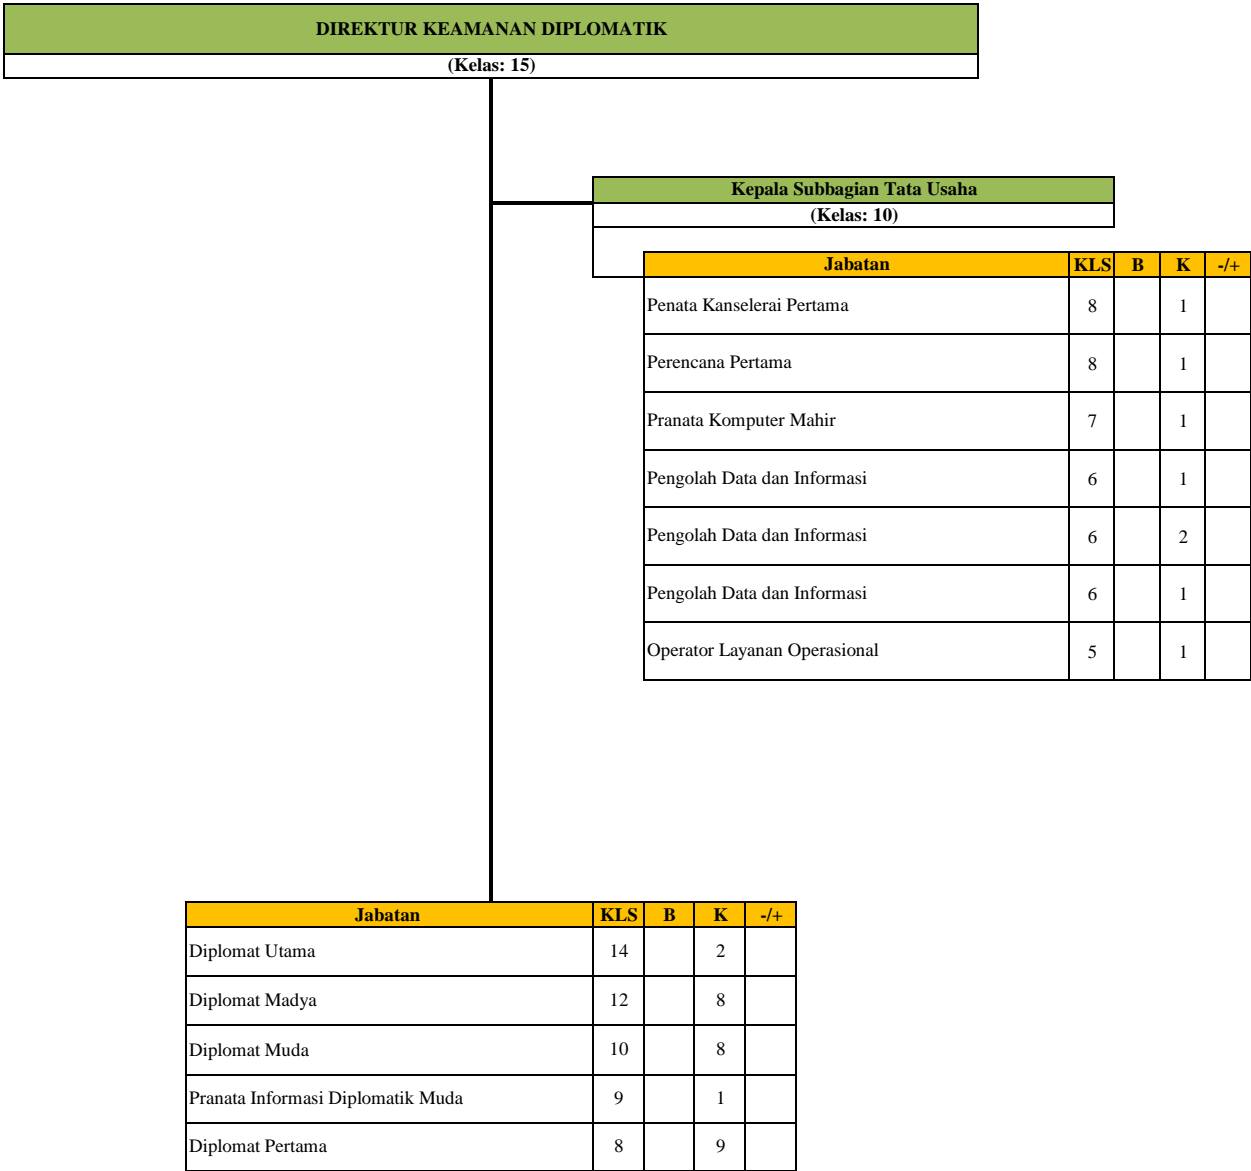 DIREKTUR KEAMANAN DIPLOMATIK
(Kelas: 15)
Kepala Subbagian Tata Usaha
(Kelas: 10)
Jabatan KLS B K -/+
Penata Kanselerai Pertama 8 1
Perencana Pertama 8 1
Pranata Komputer Mahir 7 1
Pengolah Data dan Informasi 6 1
Pengolah Data dan Informasi 6 2
Pengolah Data dan Informasi 6 1
Operator Layanan Operasional 5 1
Jabatan KLS B K -/+
Diplomat Utama 14 2
Diplomat Madya 12 8
Diplomat Muda 10 8
Pranata Informasi Diplomatik Muda 9 1
Diplomat Pertama 8 9